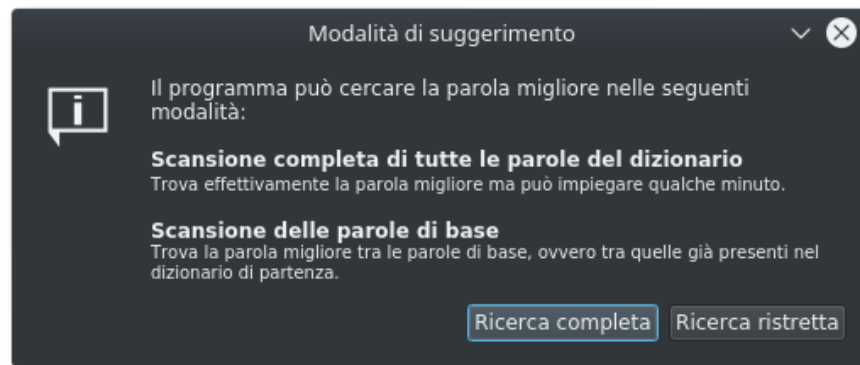 Modalità di suggerimento
Il programma può cercare la parola migliore nelle seguenti
modalità:
Scansione completa di tutte le parole del dizionario
Trova effettivamente la parola migliore ma può impiegare qualche minuto.
Scansione delle parole di base
Trova la parola migliore tra le parole di base, ovvero tra quelle già presenti nel
dizionario di partenza.
Ricerca completa Ricerca ristretta